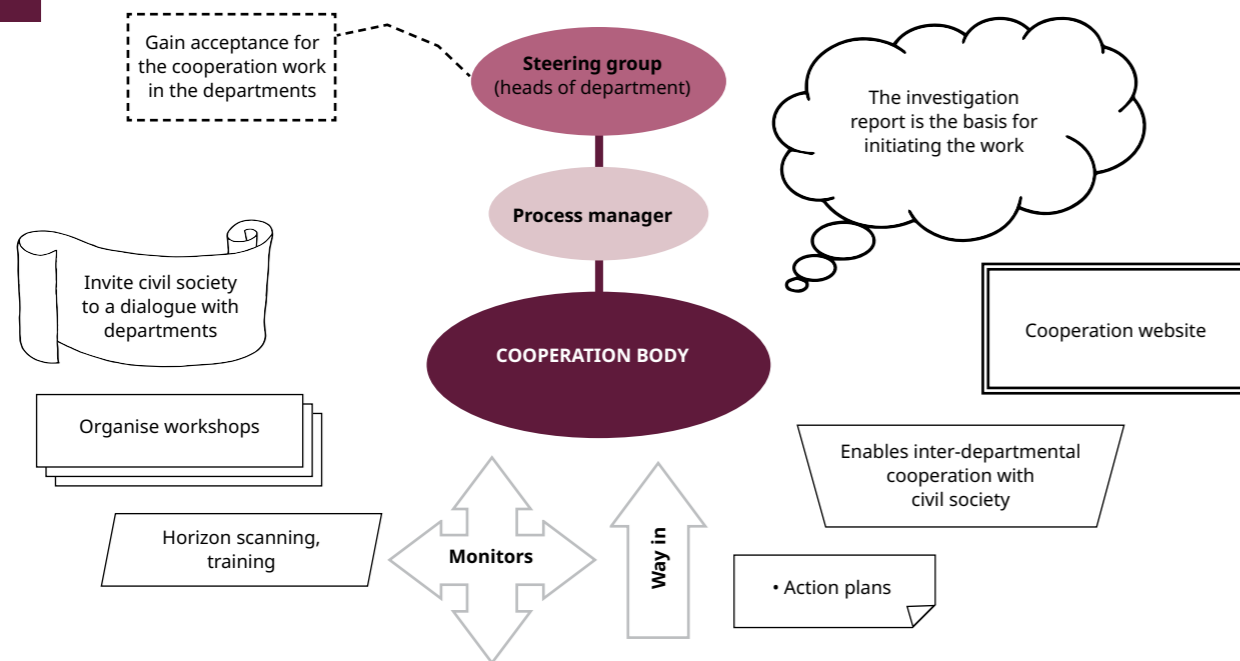 Gain acceptance for
the cooperation work
in the departments
Steering group
(heads of department)
The investigation
report is the basis for
initiating the work
Process manager
Invite civil society
to a dialogue with
departments
Cooperation website
COOPERATION BODY
Organise workshops
Enables inter-departmental
cooperation with
civil society
Horizon scanning,
training
Monitors
Way in
• Action plans